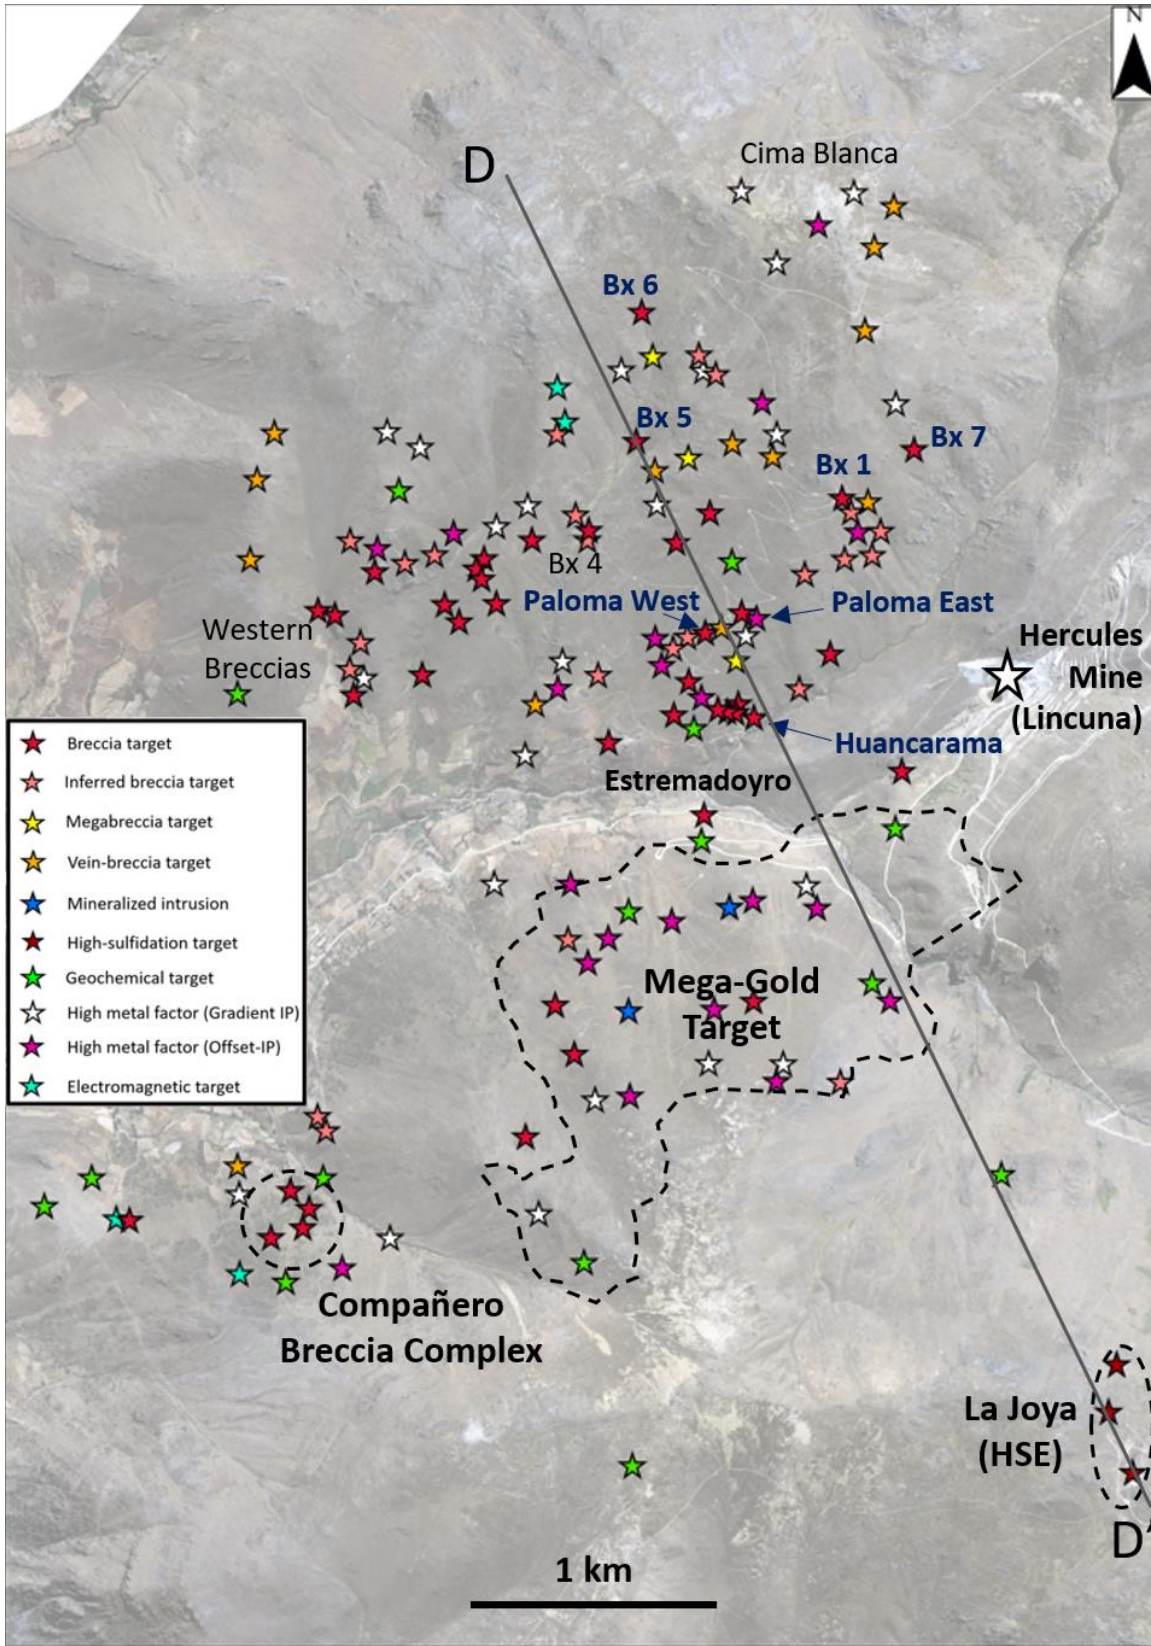 N
Cima Blanca
D
Bx 6
Bx 5
Bx 7
Bx 1
Bx 4
Paloma West
Paloma East
Western
Breccias
Hercules
Mine
(Lincuna)
Huancarama
Estremadoyro
Breccia target
Inferred breccia target
Megabreccia target
Vein-breccia target
Mineralized intrusion
High-sulfidation target
Geochemical target
High metal factor (Gradient IP)
High metal factor (Offset-IP)
Electromagnetic target
Mega-Gold
Target
Compañero
Breccia Complex
La Joya
(HSE)
D'
1 km